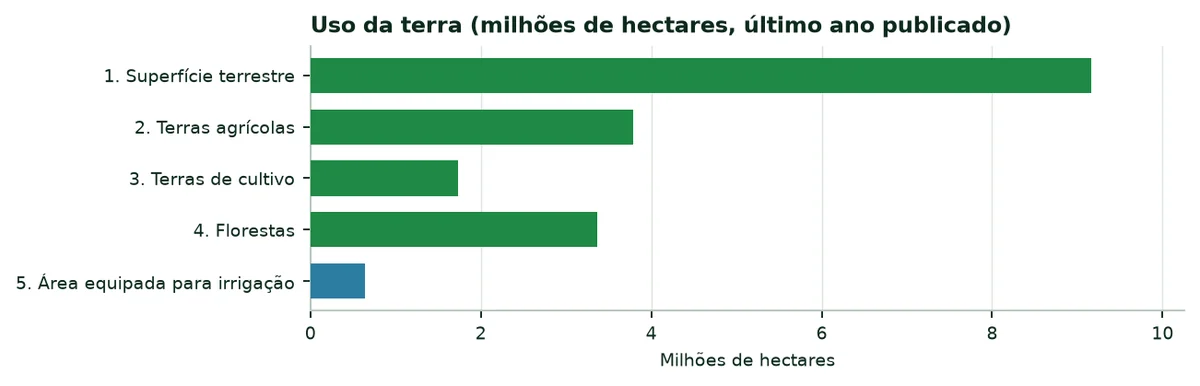 Uso da terra (milhões de hectares, último ano publicado)
1. Superfície terrestre
2. Terras agrícolas
3. Terras de cultivo
4. Florestas
5. Área equipada para irrigação
0 2 4 6 8 10
Milhões de hectares